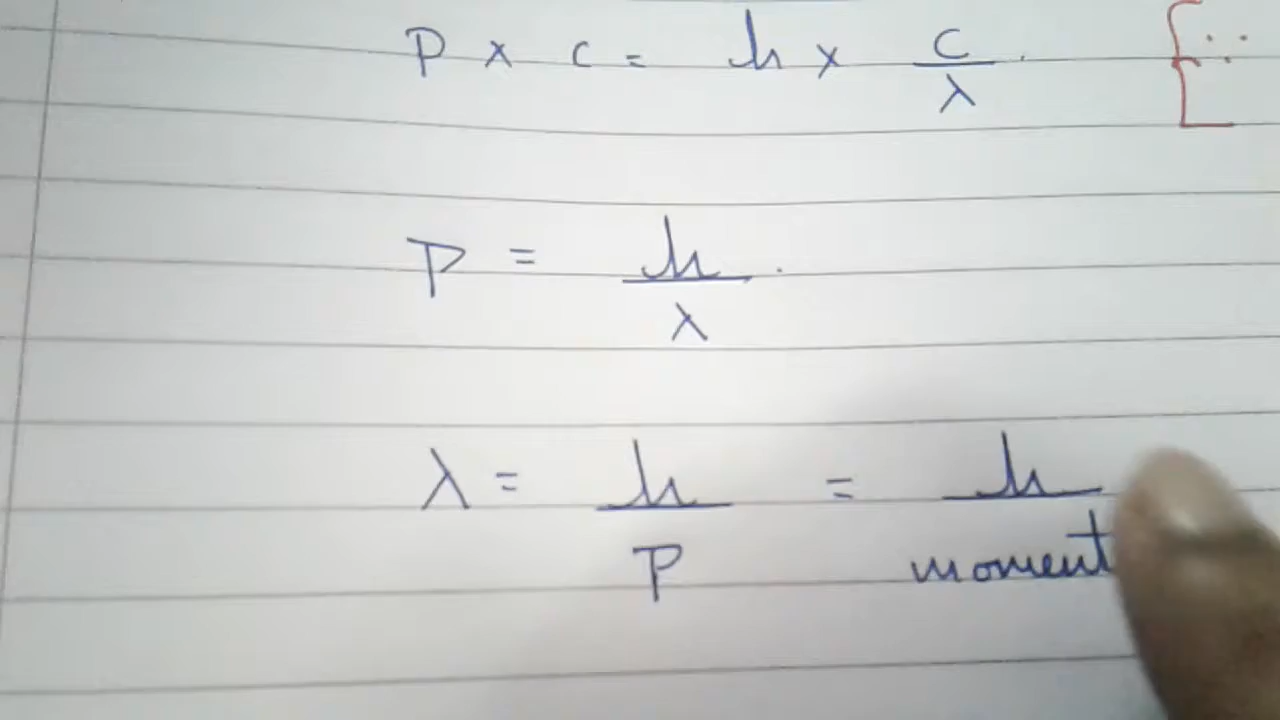 P × c = h × c/λ. [∵
P = h/λ.
λ = h/P = h/moment